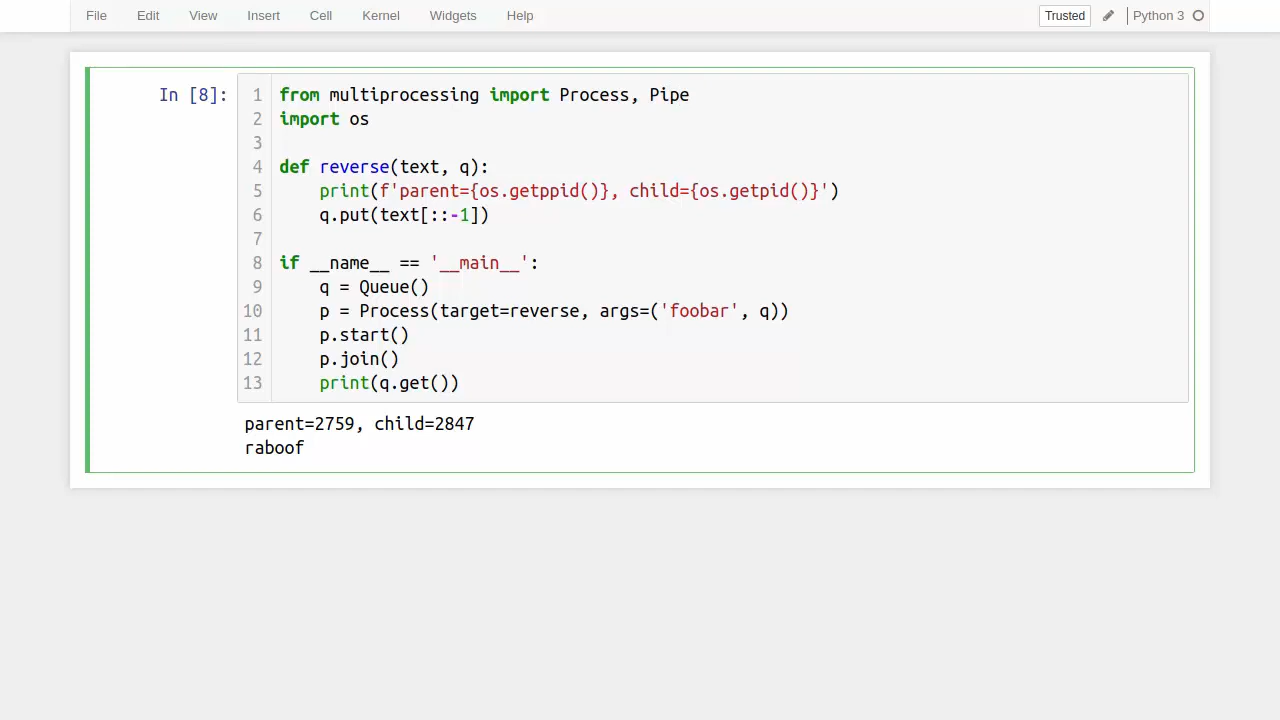 File Edit View Insert Cell Kernel Widgets Help Trusted Python 3
In [8]:
1 from multiprocessing import Process, Pipe
2 import os
3
4 def reverse(text, q):
5     print(f'parent={os.getppid()}, child={os.getpid()}')
6     q.put(text[::-1])
7
8 if __name__ == '__main__':
9     q = Queue()
10     p = Process(target=reverse, args=('foobar', q))
11     p.start()
12     p.join()
13     print(q.get())
parent=2759, child=2847
raboof